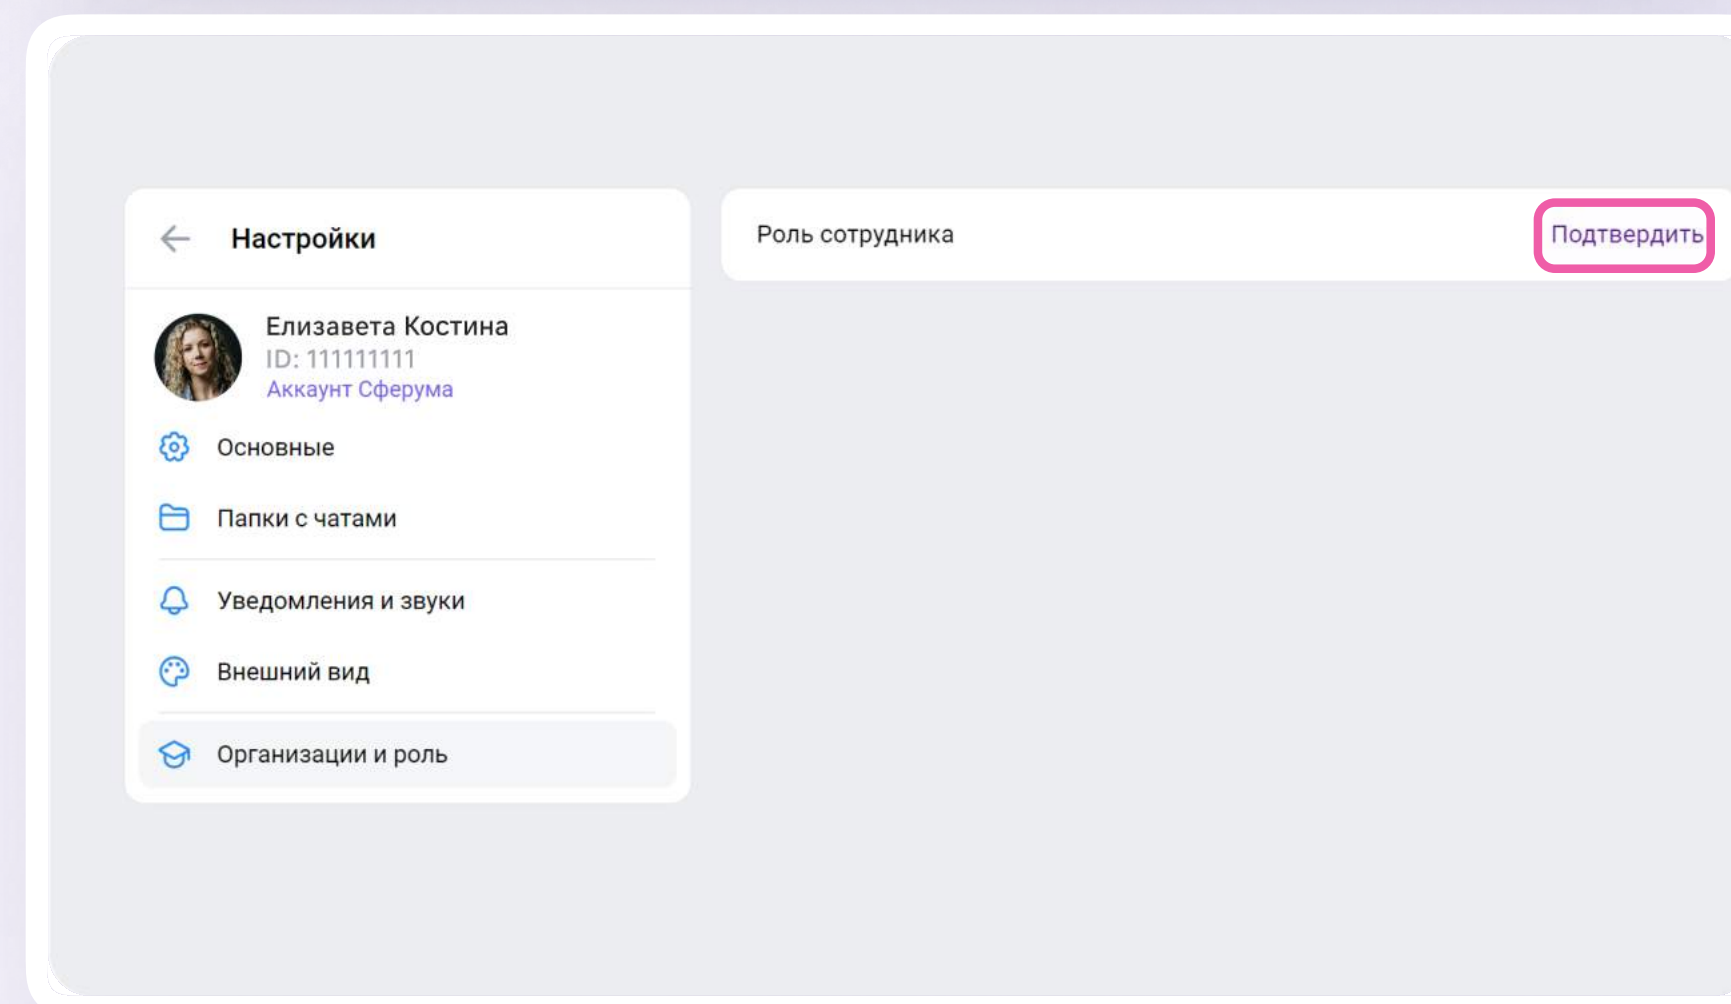 Настройки
Елизавета Костина
ID: 111111111
Аккаунт Сферума
Основные
Папки с чатами
Уведомления и звуки
Внешний вид
Организации и роль
Роль сотрудника
Подтвердить